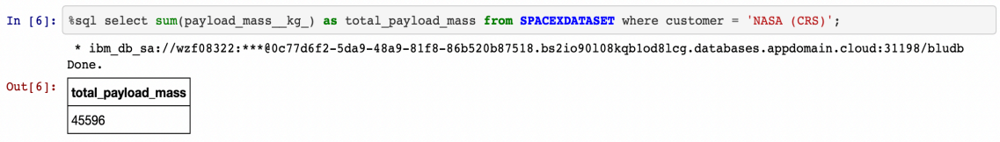 In [6]: %sql select sum(payload_mass__kg_) as total_payload_mass from SPACEXDATASET where customer = 'NASA (CRS)';
* ibm_db_sa://wzf08322:***@0c77d6f2-5da9-48a9-81f8-86b520b87518.bs2io90l08kqb1od8lcg.databases.appdomain.cloud:31198/bludb
Done.
Out[6]: total_payload_mass
45596